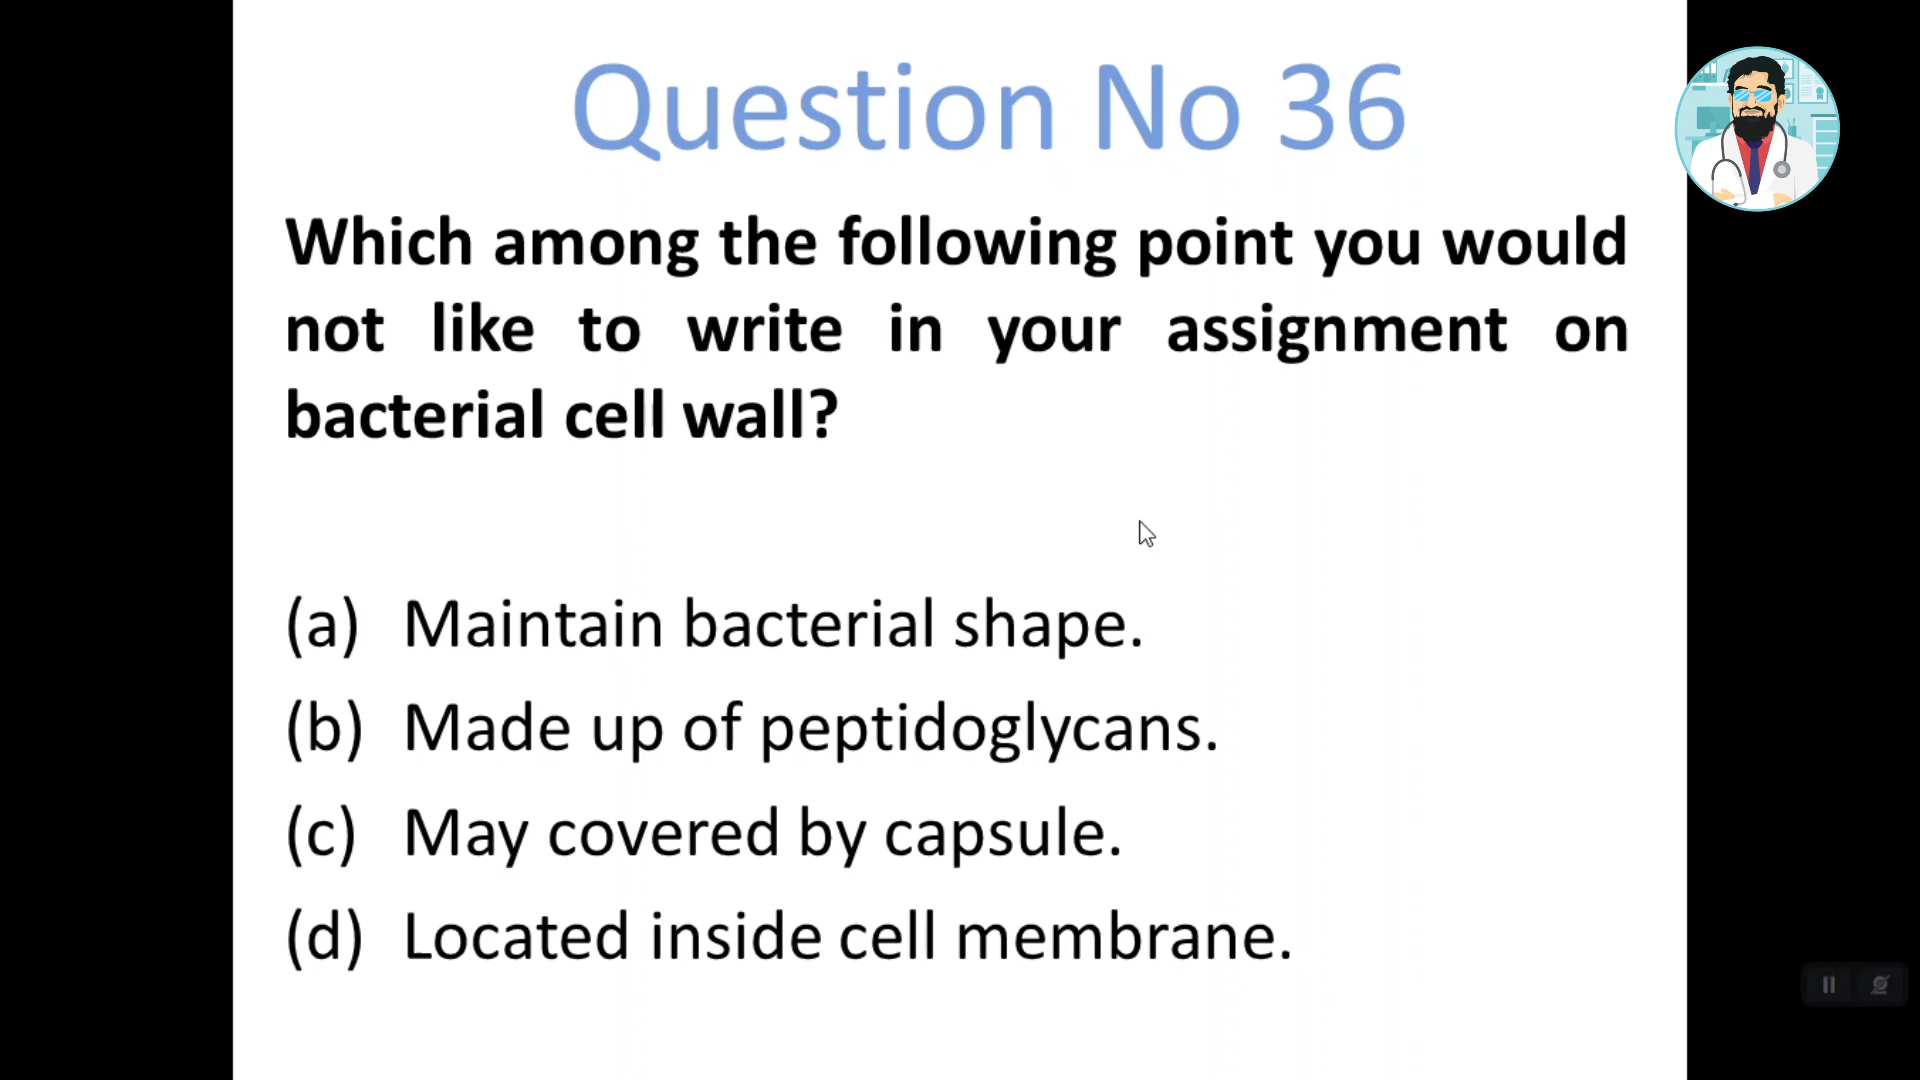 Question No 36
Which among the following point you would
not like to write in your assignment on
bacterial cell wall?
(a) Maintain bacterial shape.
(b) Made up of peptidoglycans.
(c) May covered by capsule.
(d) Located inside cell membrane.